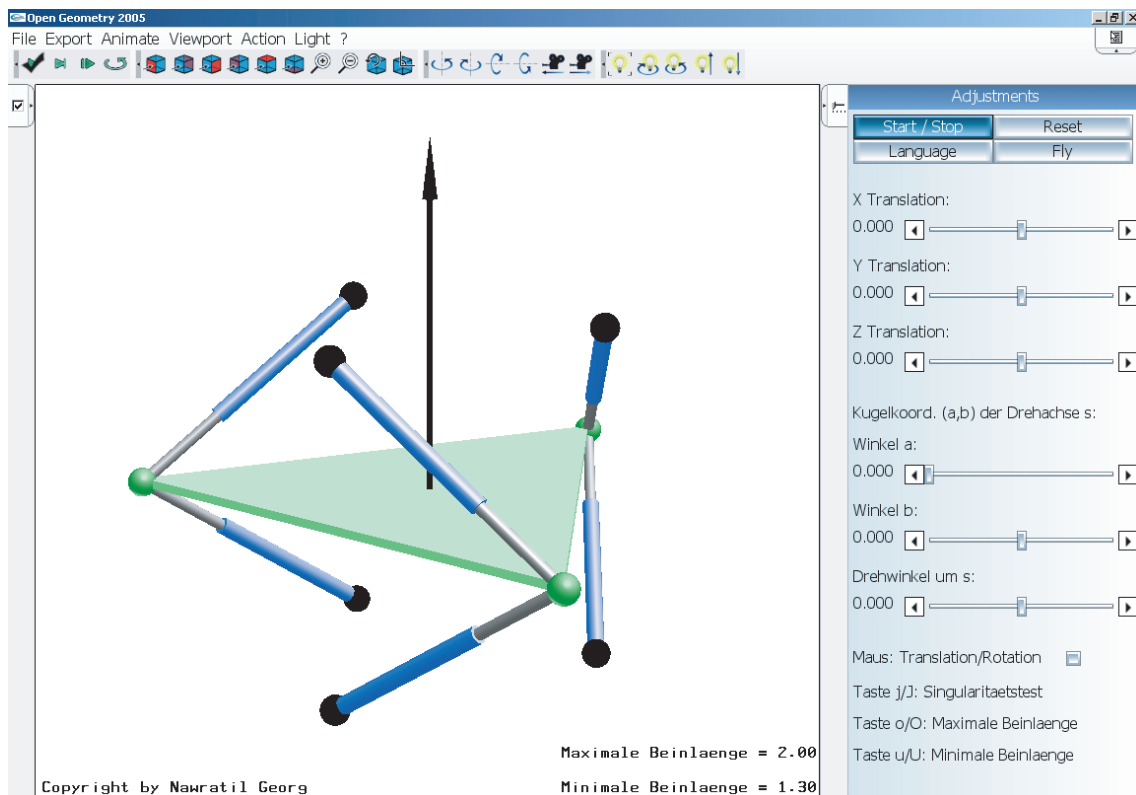 Open Geometry 2005
File Export Animate Viewport Action Light ?
Adjustments
Start / Stop Reset
Language Fly
X Translation:
0.000
Y Translation:
0.000
Z Translation:
0.000
Kugelkoord. (a,b) der Drehachse s:
Winkel a:
0.000
Winkel b:
0.000
Drehwinkel um s:
0.000
Maus: Translation/Rotation
Taste j/J: Singularitaetstest
Taste o/O: Maximale Beinlaenge
Taste u/U: Minimale Beinlaenge
Maximale Beinlaenge = 2.00
Copyright by Nawratil Georg Minimale Beinlaenge = 1.30